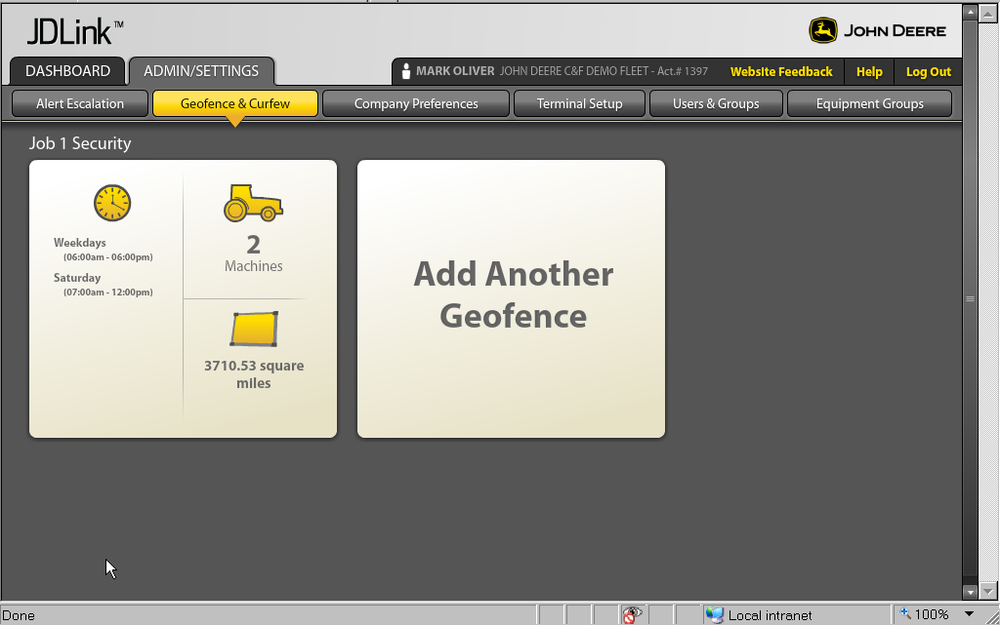 JDLink™
JOHN DEERE
DASHBOARD
ADMIN/SETTINGS
MARK OLIVER JOHN DEERE C&F DEMO FLEET - Act.# 1397
Website Feedback
Help
Log Out
Alert Escalation
Geofence & Curfew
Company Preferences
Terminal Setup
Users & Groups
Equipment Groups
Job 1 Security
Weekdays
(06:00am - 06:00pm)
Saturday
(07:00am - 12:00pm)
2
Machines
3710.53 square
miles
Add Another
Geofence
Done
Local intranet
100%